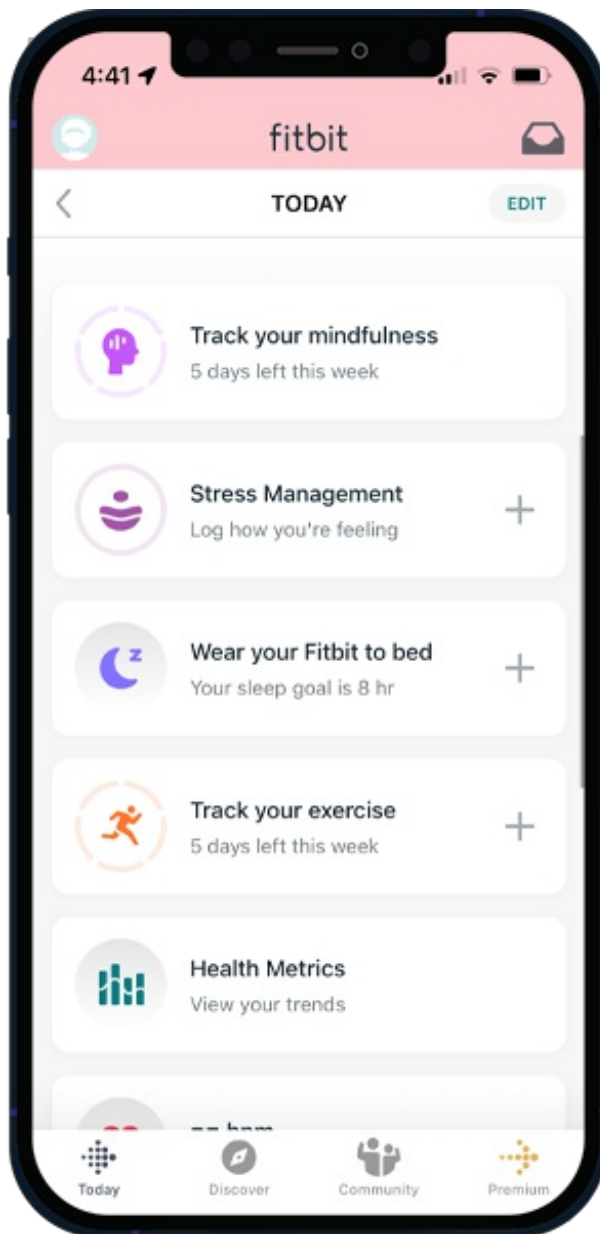 4:41
fitbit
TODAY
EDIT
Track your mindfulness
5 days left this week
Stress Management
Log how you're feeling
z
Wear your Fitbit to bed
Your sleep goal is 8 hr
Track your exercise
5 days left this week
Health Metrics
View your trends
-- bpm
Today
Discover
Community
Premium